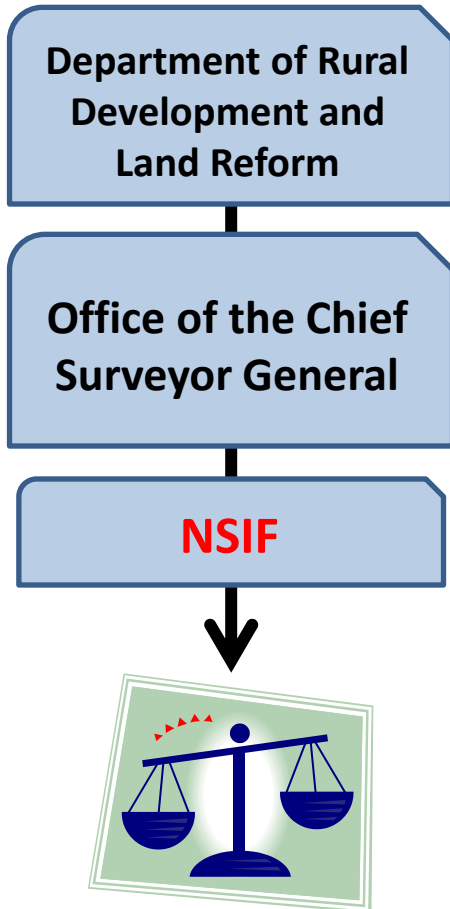 Department of Rural
Development and
Land Reform
Office of the Chief
Surveyor General
NSIF